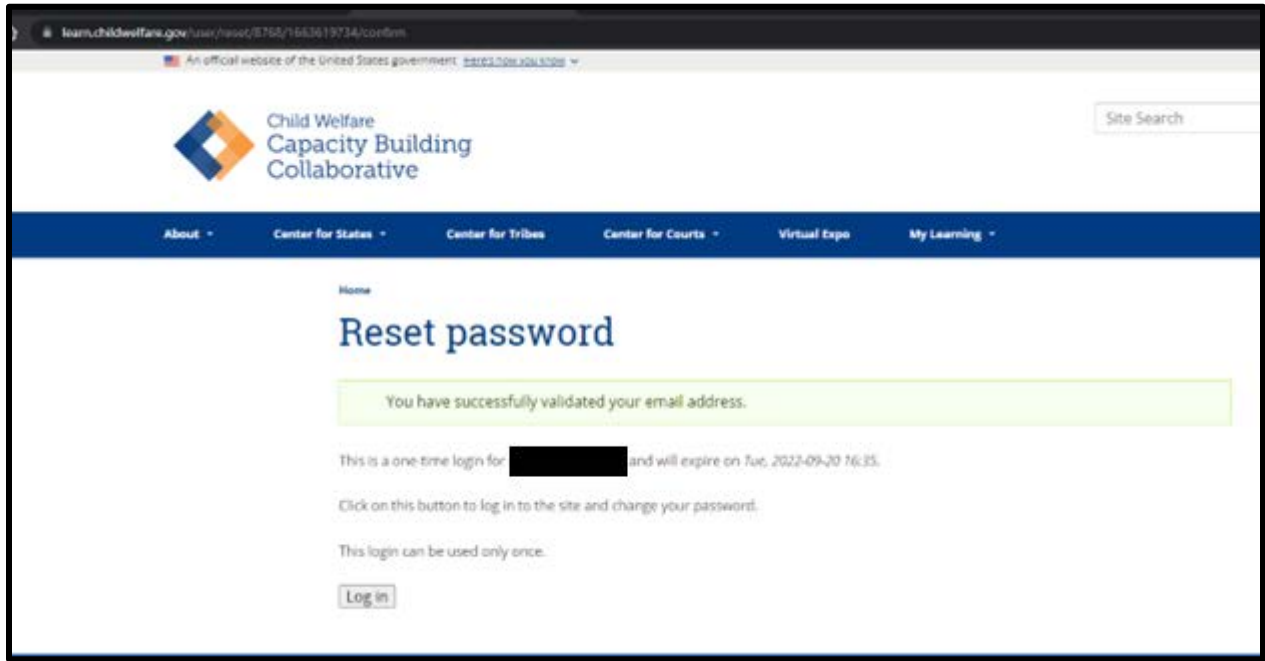 learn.childwelfare.gov/user/reset/8768/1663619734/confirm
An official website of the United States government Here's how you know
Child Welfare
Capacity Building
Collaborative
Site Search
About Center for States Center for Tribes Center for Courts Virtual Expo My Learning
Home
Reset password
You have successfully validated your email address.
This is a one-time login for and will expire on Tue, 2022-09-20 16:35.
Click on this button to log in to the site and change your password.
This login can be used only once.
Log in